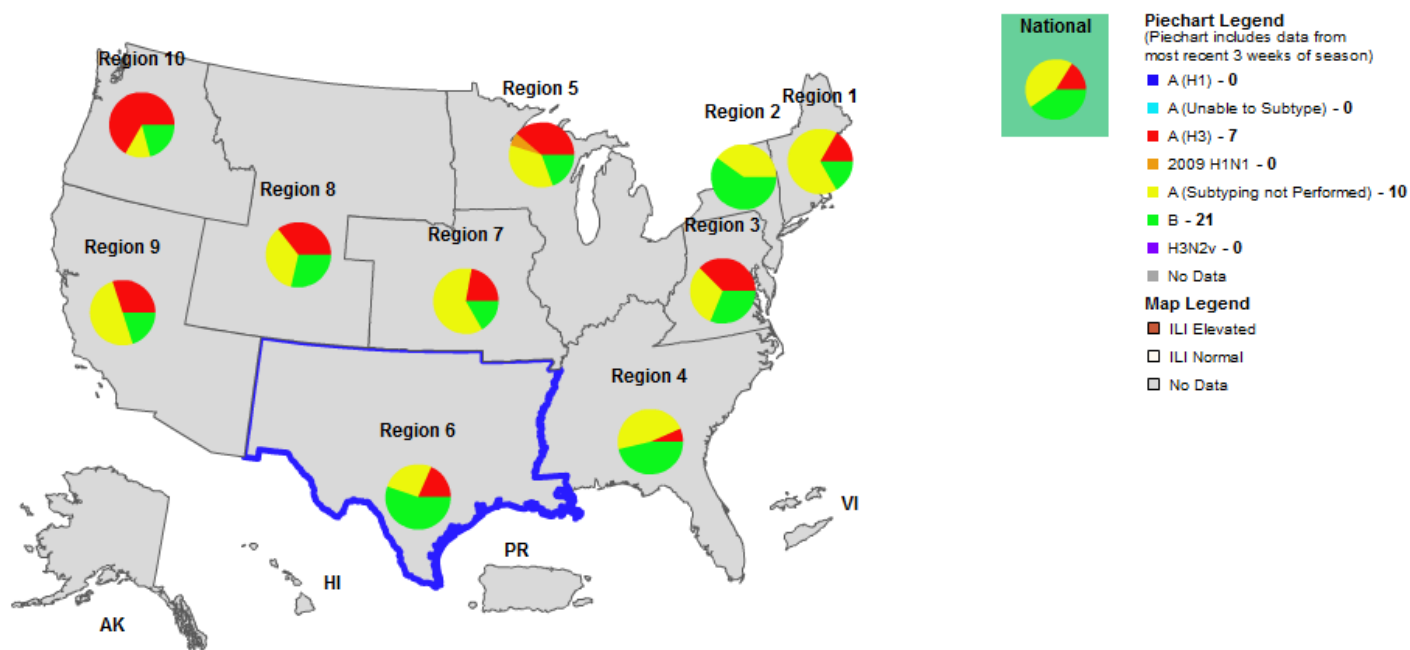 Region 10
Region 5
Region 2
Region 1
Region 8
Region 7
Region 3
Region 9
Region 4
Region 6
VI
PR
HI
AK
National
Piechart Legend
(Piechart includes data from
most recent 3 weeks of season)
A (H1) - 0
A (Unable to Subtype) - 0
A (H3) - 7
2009 H1N1 - 0
A (Subtyping not Performed) - 10
B - 21
H3N2v - 0
No Data
Map Legend
ILI Elevated
ILI Normal
No Data